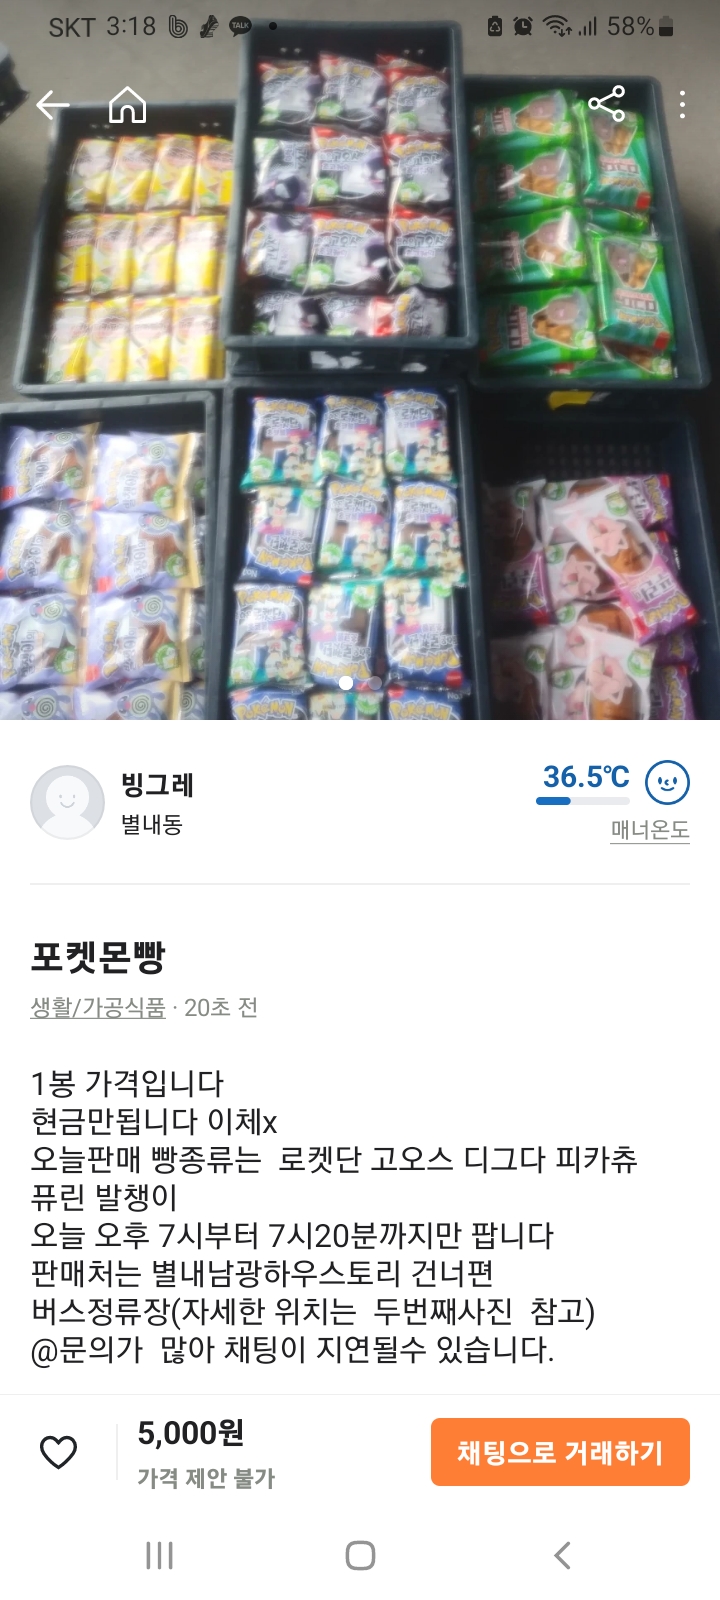 SKT 3:18 TALK 58%
POKÉMON
빙그레
별내동
36.5℃
매너온도
포켓몬빵
생활/가공식품 · 20초 전
1봉 가격입니다
현금만됩니다 이체x
오늘판매 빵종류는 로켓단 고오스 디그다 피카츄
퓨린 발챙이
오늘 오후 7시부터 7시20분까지만 팝니다
판매처는 별내남광하우스토리 건너편
버스정류장(자세한 위치는 두번째사진 참고)
@문의가 많아 채팅이 지연될수 있습니다.
5,000원
가격 제안 불가
채팅으로 거래하기